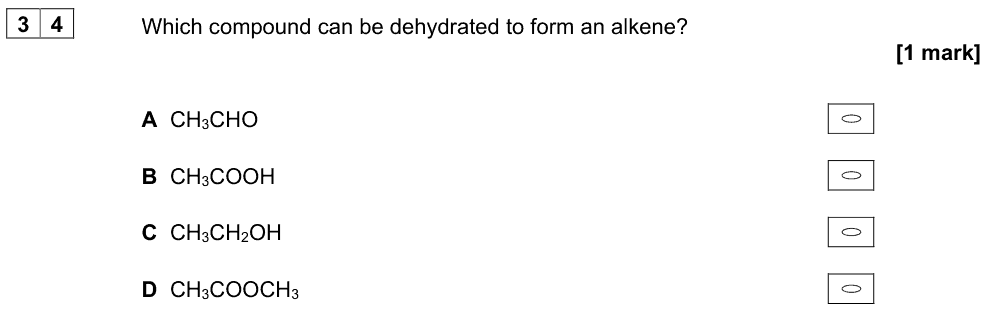 3 4 Which compound can be dehydrated to form an alkene?
[1 mark]
A CH₃CHO
B CH₃COOH
C CH₃CH₂OH
D CH₃COOCH₃